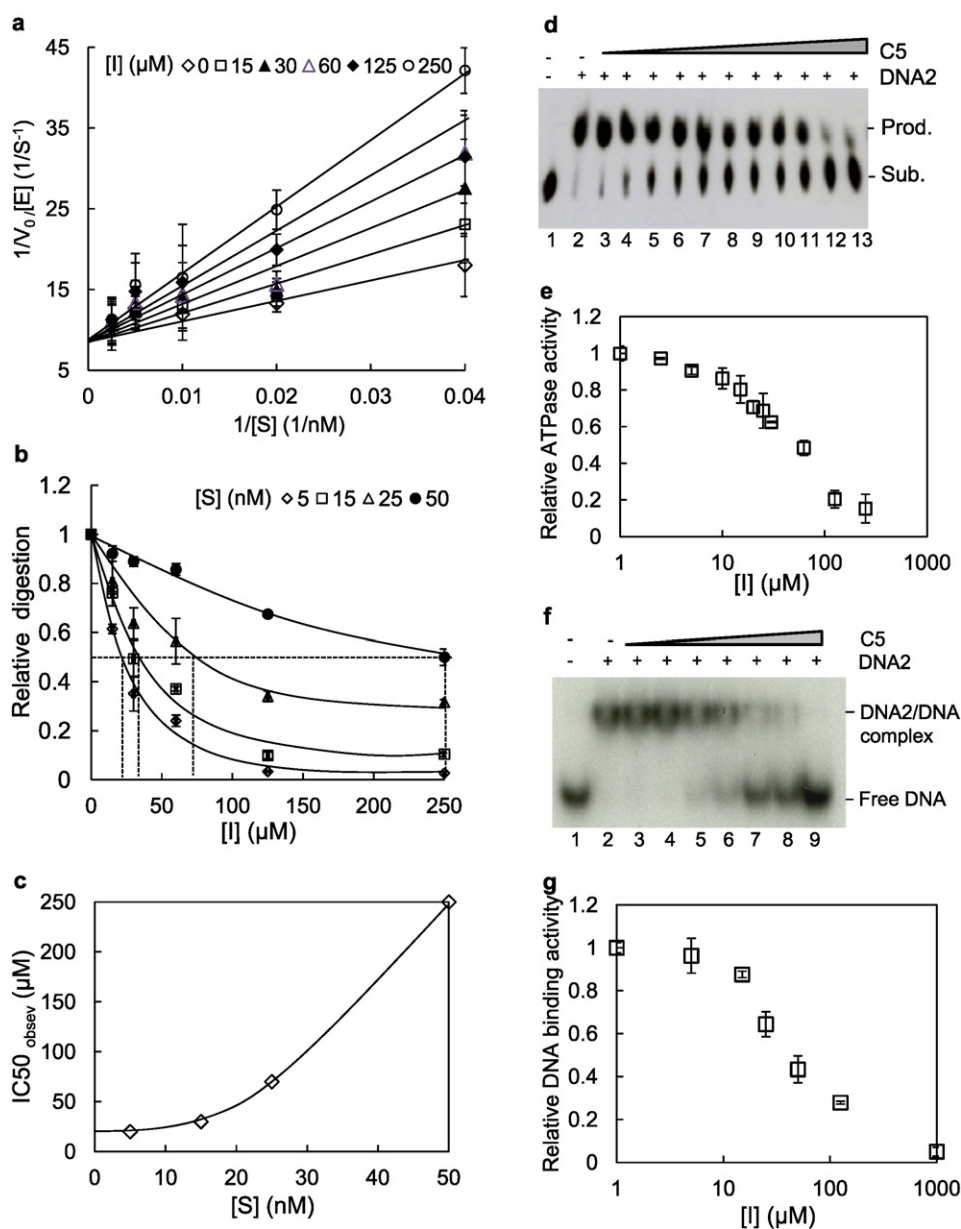 a
[I] (µM) ◇ 0 □ 15 ▲ 30 △ 60 ◆ 125 ○ 250
1/V0/[E] (1/S-1)
45
35
25
15
5
0 0.01 0.02 0.03 0.04
1/[S] (1/nM)
b
[S] (nM) ◇ 5 □ 15 △ 25 ● 50
Relative digestion
1.2
1
0.8
0.6
0.4
0.2
0
0 50 100 150 200 250
[I] (µM)
c
IC50 obsev (µM)
250
200
150
100
50
0
0 10 20 30 40 50
[S] (nM)
d
- - C5
- + + + + + + + + + + + + DNA2
Prod.
Sub.
1 2 3 4 5 6 7 8 9 10 11 12 13
e
Relative ATPase activity
1.2
1
0.8
0.6
0.4
0.2
0
1 10 100 1000
[I] (µM)
f
- - C5
- + + + + + + + + DNA2
DNA2/DNA
complex
Free DNA
1 2 3 4 5 6 7 8 9
g
Relative DNA binding activity
1.2
1
0.8
0.6
0.4
0.2
0
1 10 100 1000
[I] (µM)